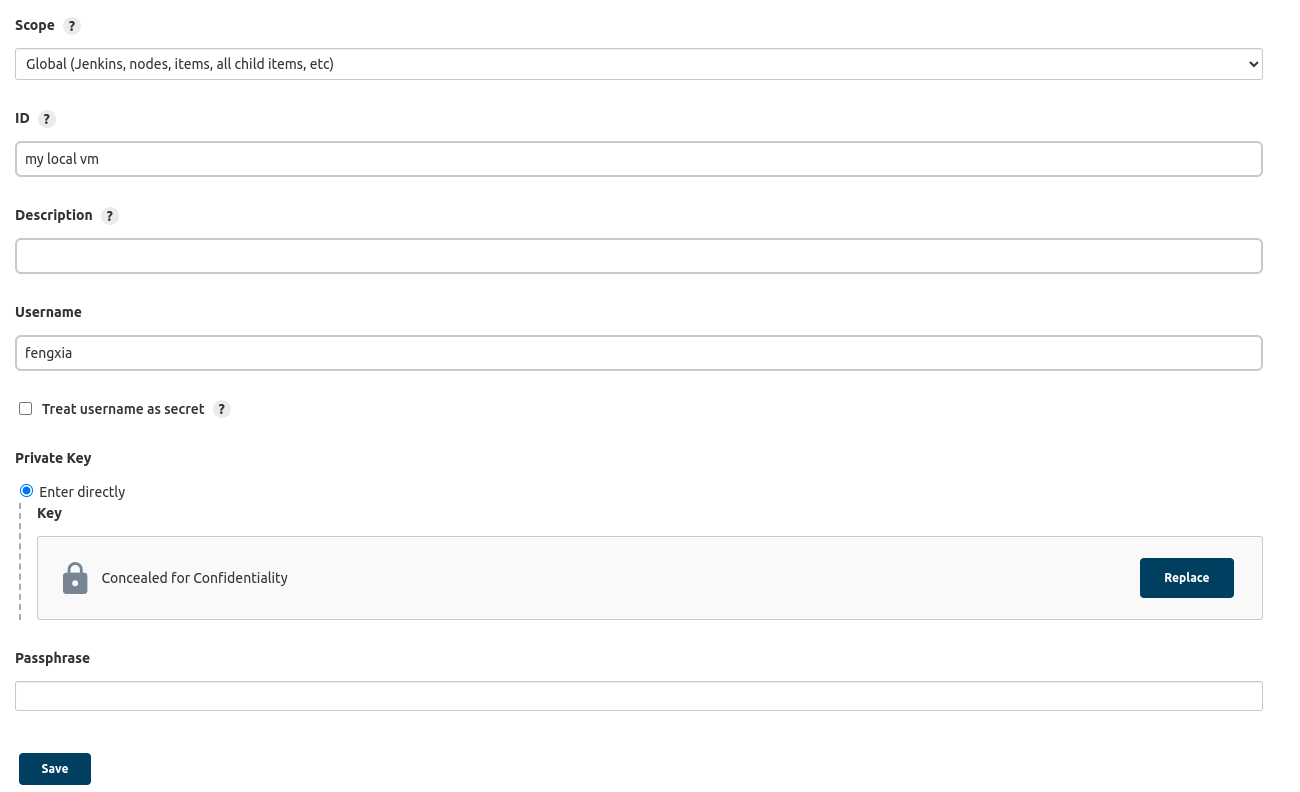 Scope ?
Global (Jenkins, nodes, items, all child items, etc)
ID ?
my local vm
Description ?
Username
fengxia
Treat username as secret ?
Private Key
Enter directly
Key
Concealed for Confidentiality
Replace
Passphrase
Save